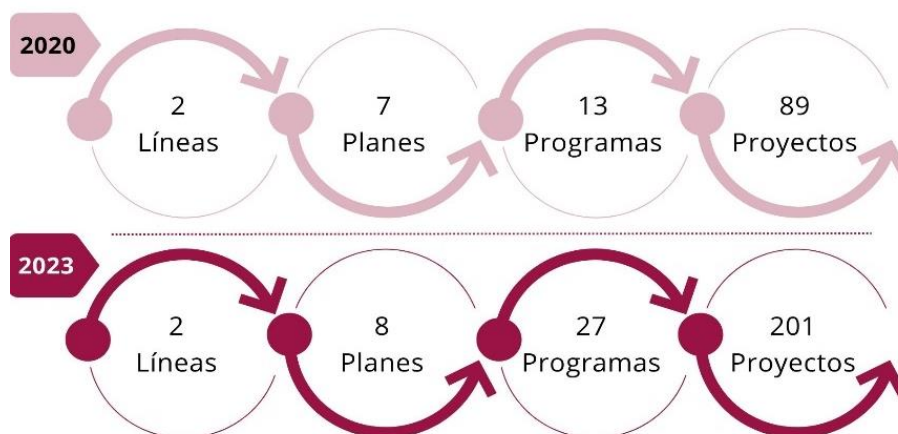 2020
2
Líneas
7
Planes
13
Programas
89
Proyectos
2023
2
Líneas
8
Planes
27
Programas
201
Proyectos